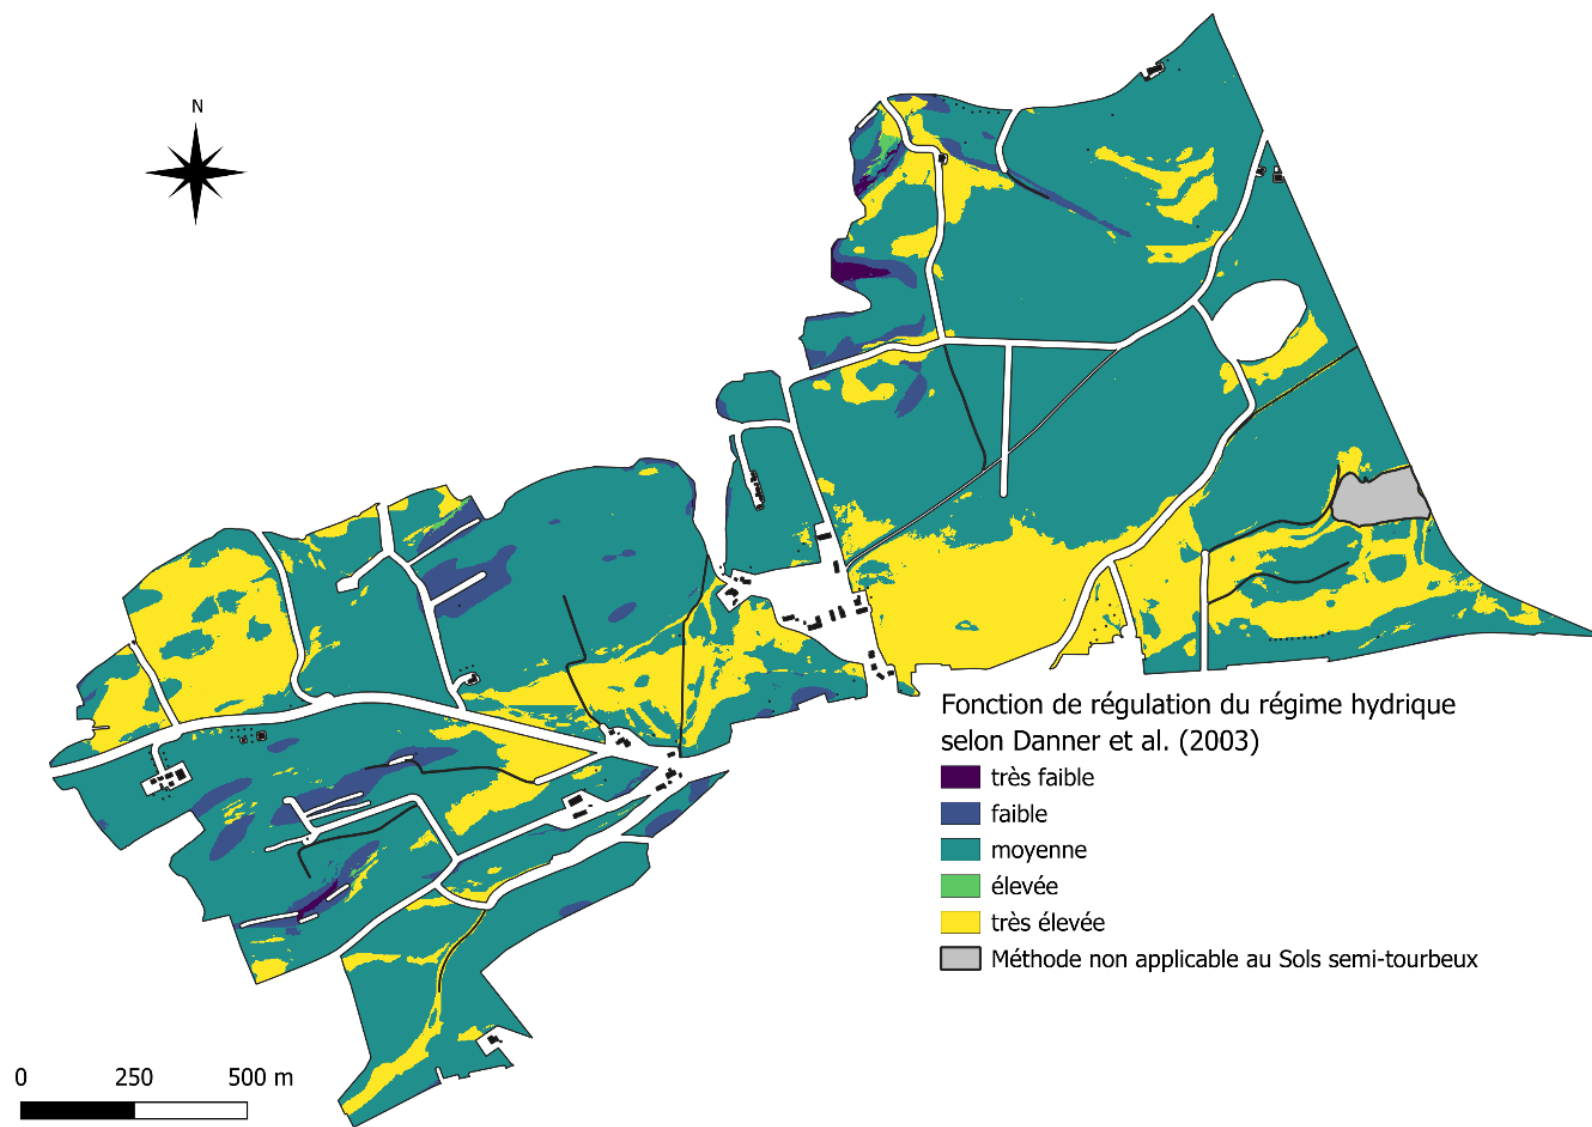 N
Fonction de régulation du régime hydrique
selon Danner et al. (2003)
très faible
faible
moyenne
élevée
très élevée
Méthode non applicable au Sols semi-tourbeux
0 250 500 m